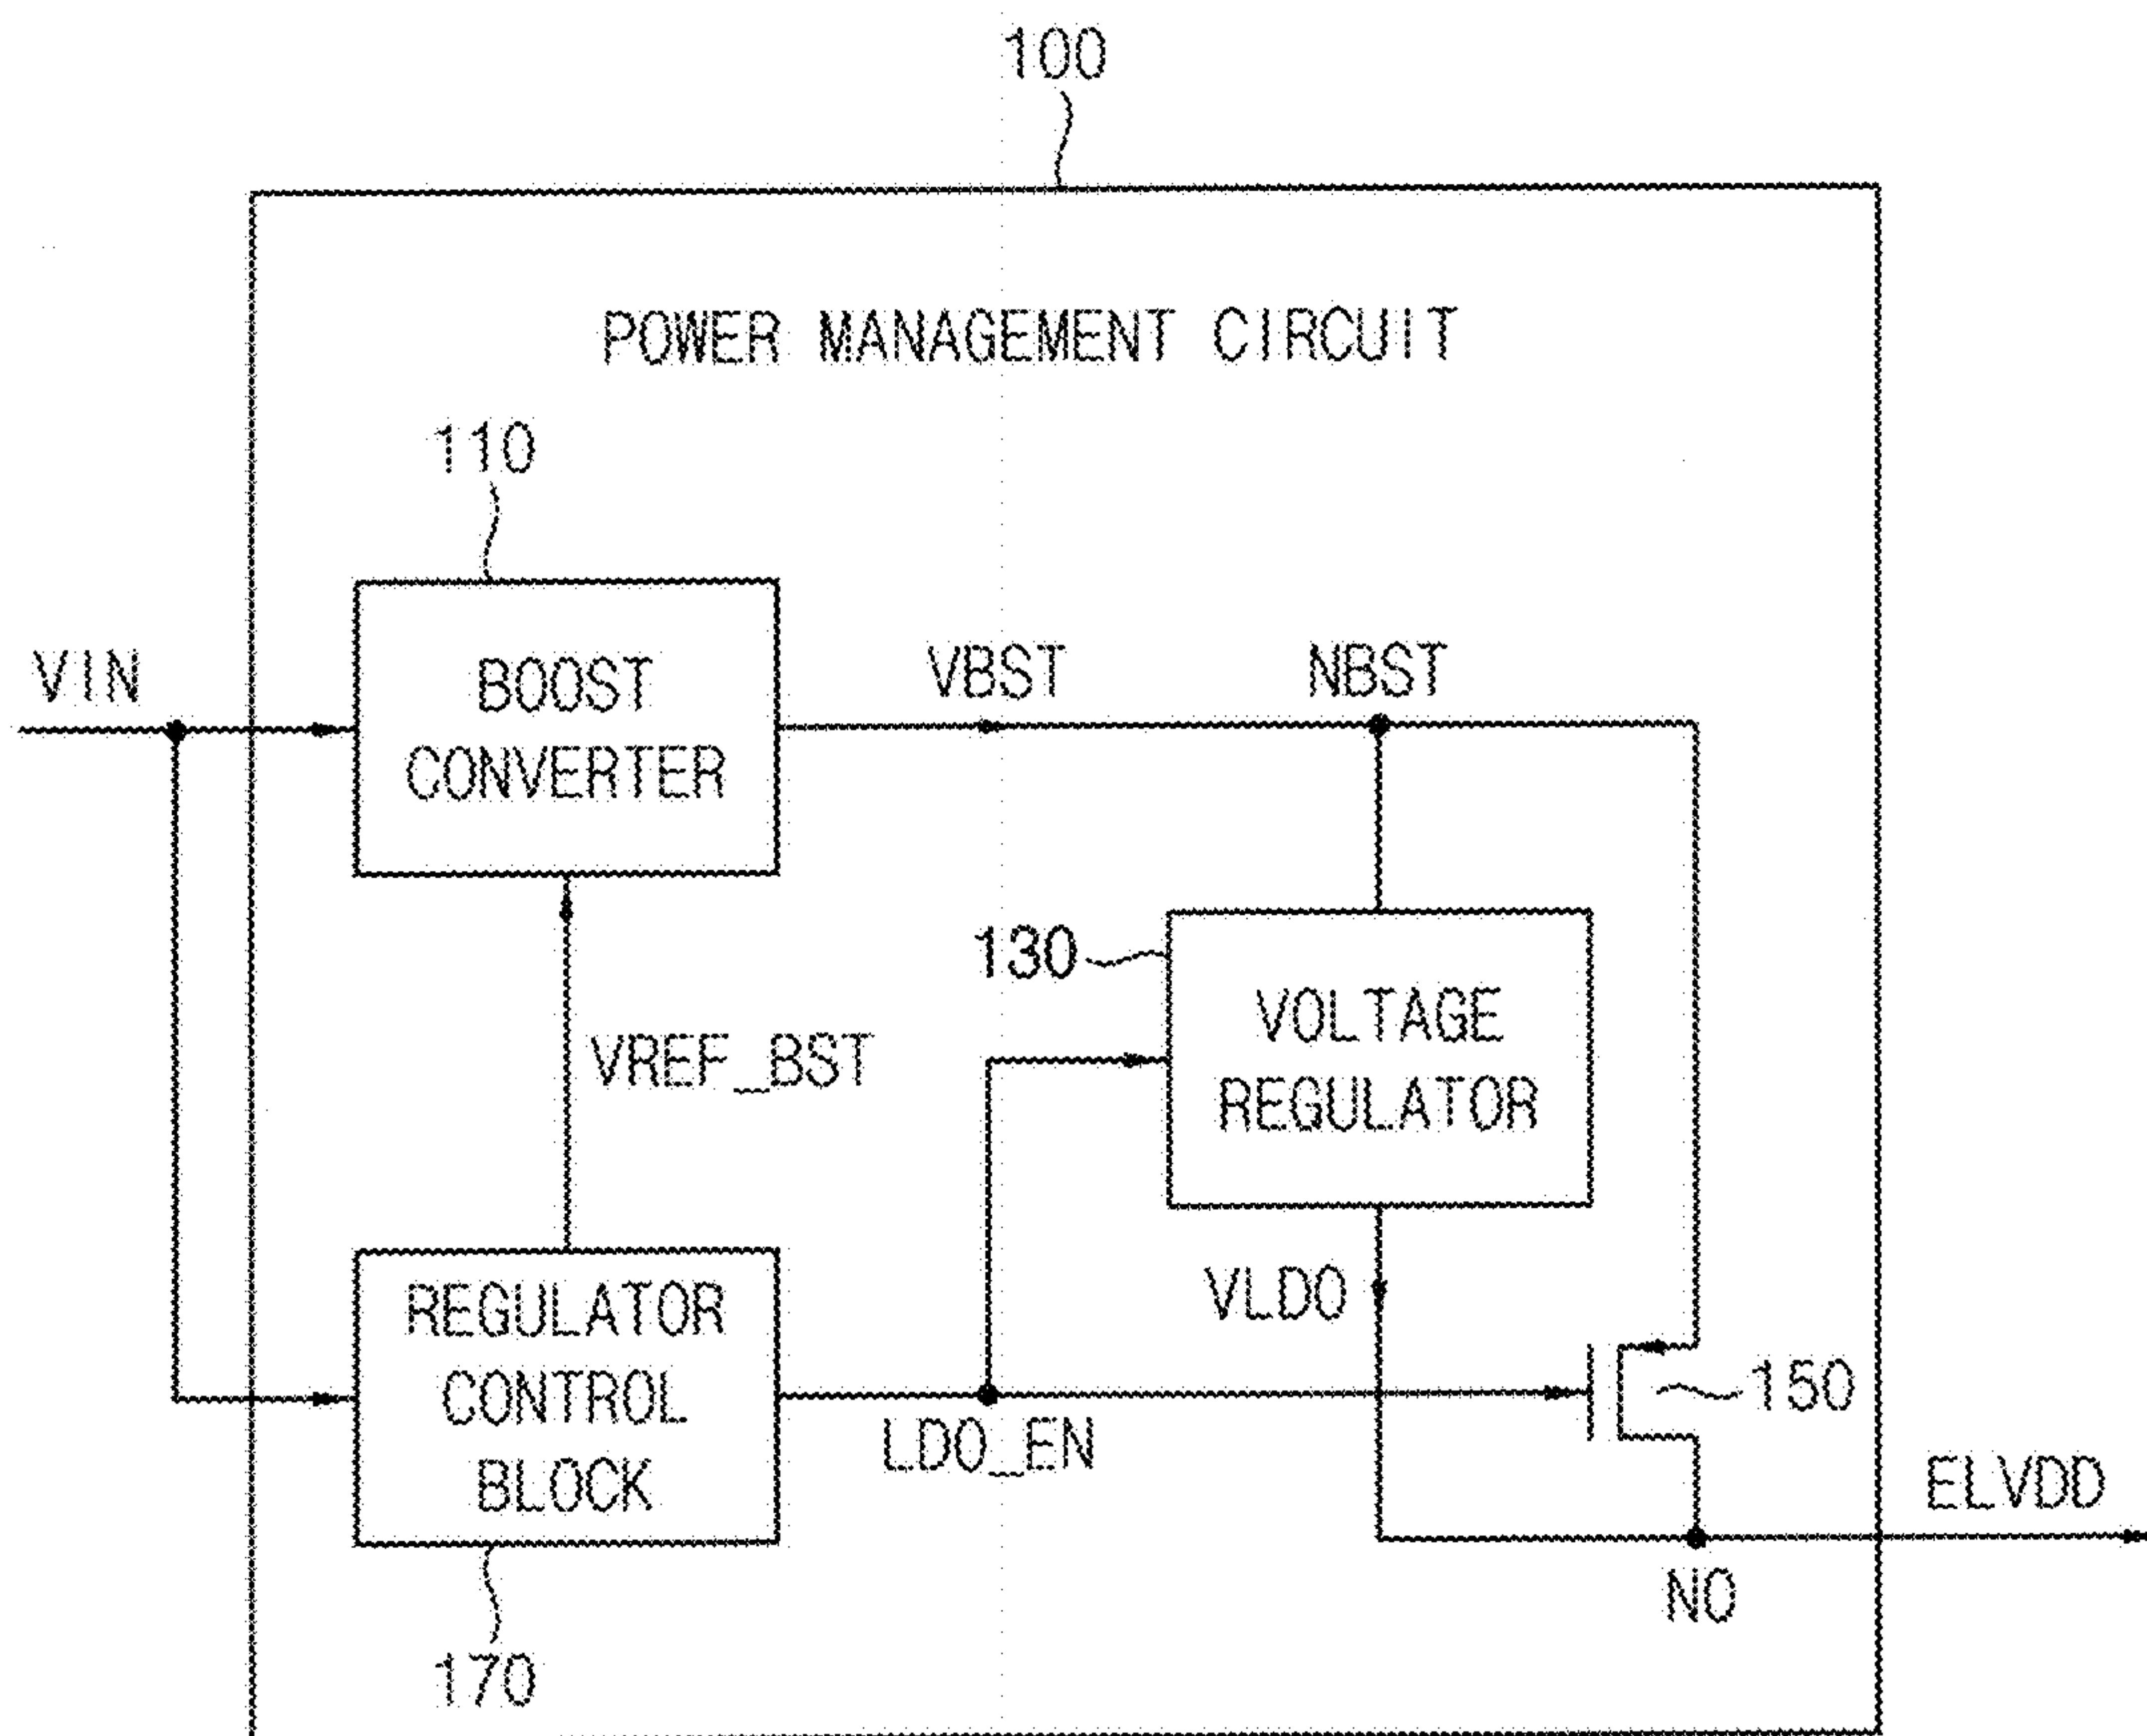 100
POWER MANAGEMENT CIRCUIT
110
VIN
BOOST
CONVERTER
VBST
NBST
130
VOLTAGE
REGULATOR
VREF_BST
REGULATOR
CONTROL
BLOCK
VLDO
150
LDO_EN
ELVDD
NO
170